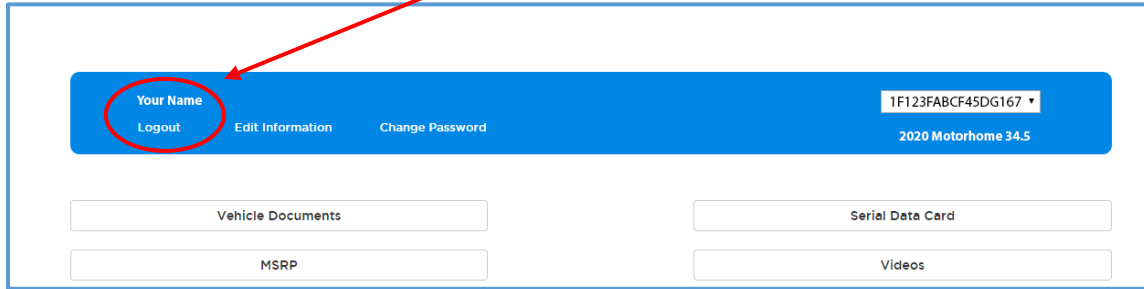 Your Name
1F123FABCF45DG167
Logout Edit Information Change Password
2020 Motorhome 34.5
Vehicle Documents Serial Data Card
MSRP Videos